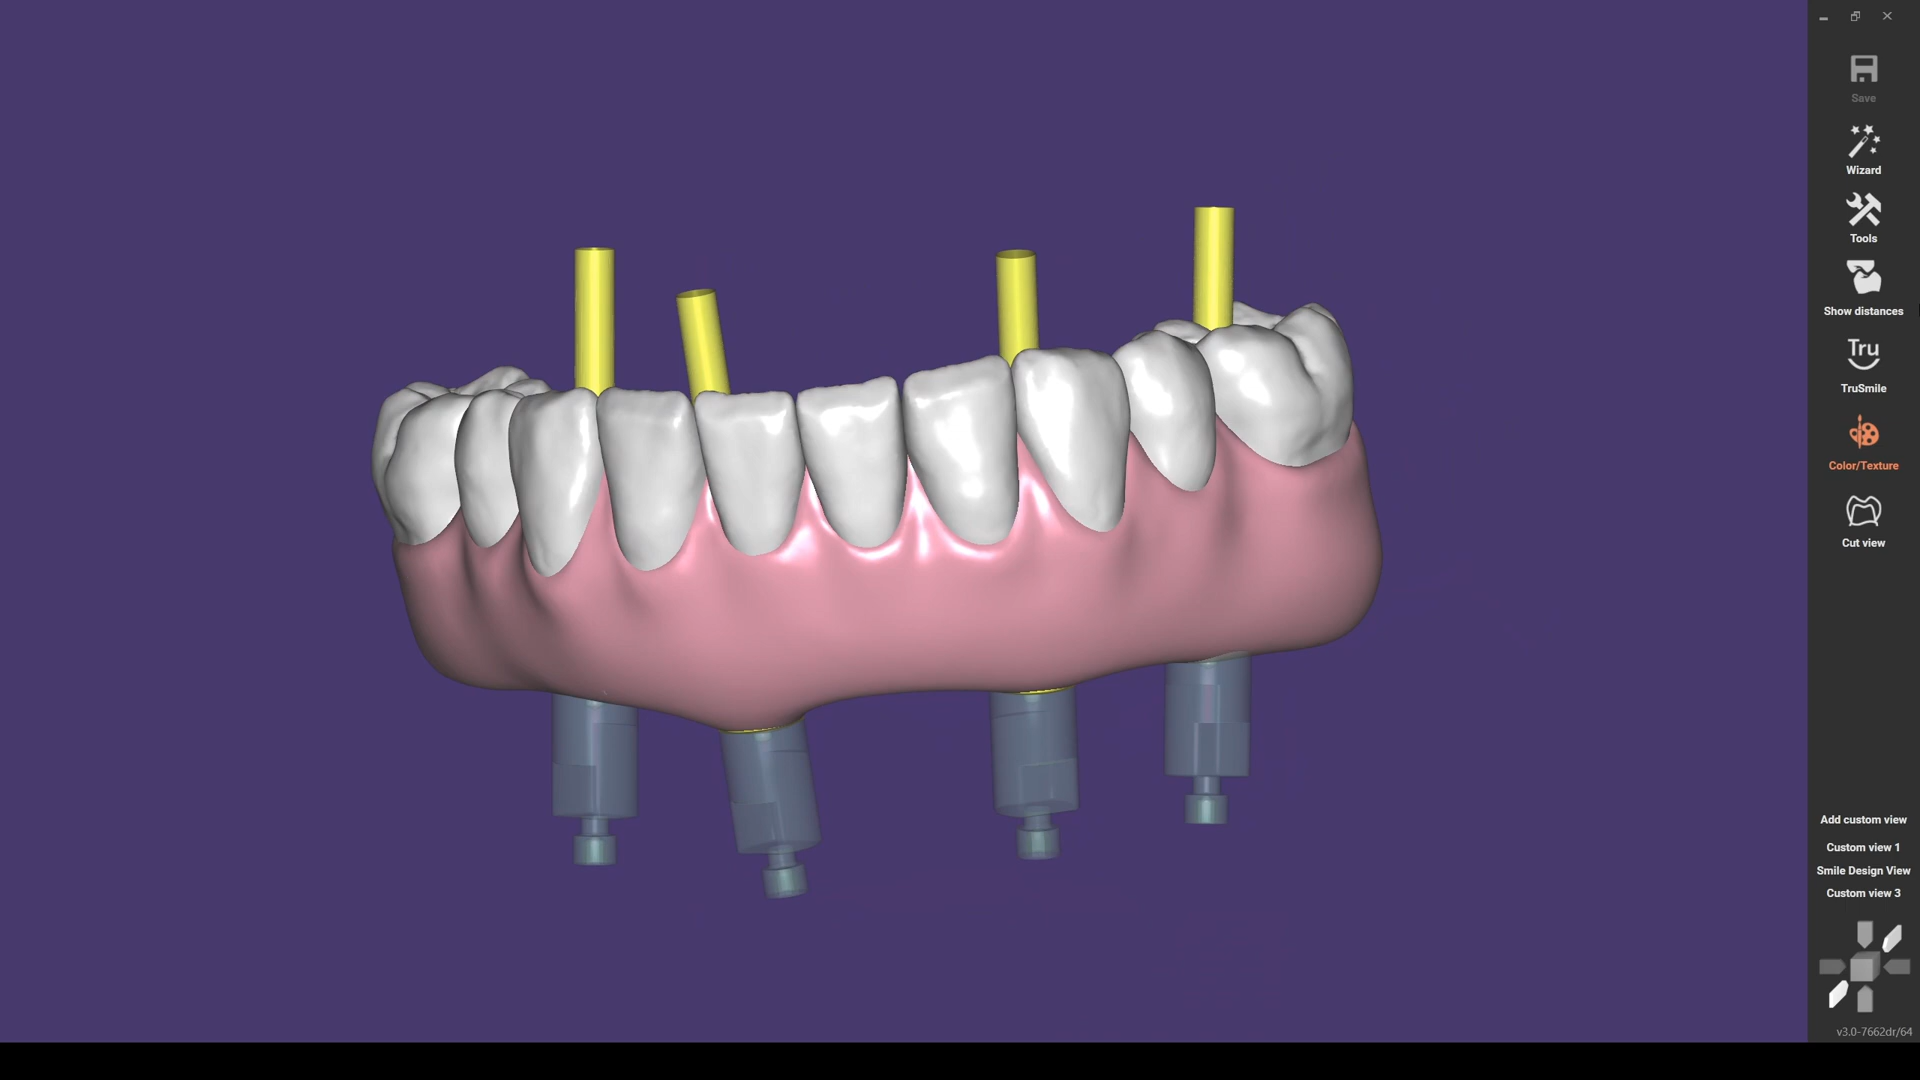 Save
Wizard
Tools
Show distances
Tru
TruSmile
Color/Texture
Cut view
Add custom view
Custom view 1
Smile Design View
Custom view 3
v3.0-7662dr/64